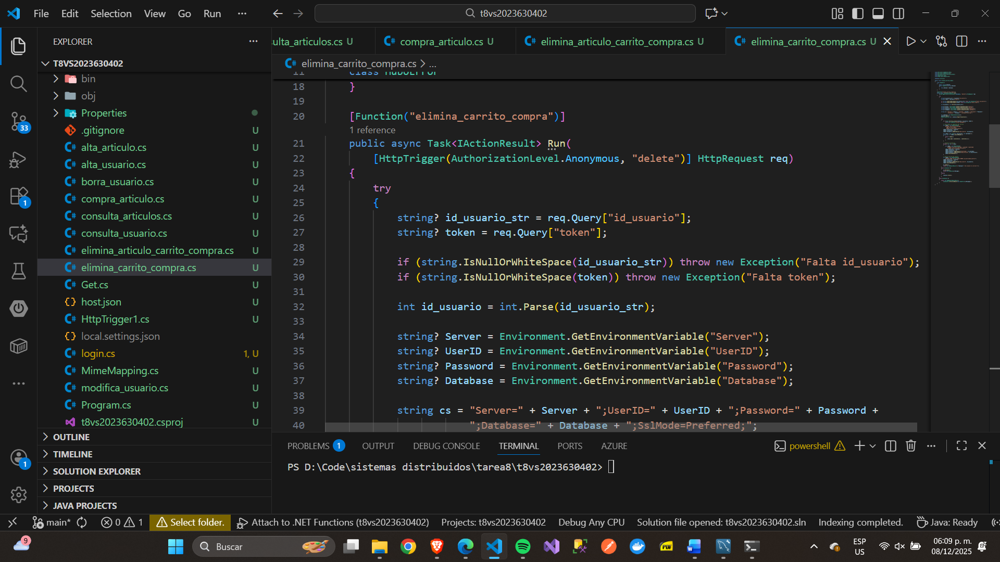 File Edit Selection View Go Run ··· t8vs2023630402
EXPLORER
T8VS2023630402
bin
obj
Properties
.gitignore U
alta_articulo.cs U
alta_usuario.cs U
borra_usuario.cs U
compra_articulo.cs U
consulta_articulos.cs U
consulta_usuario.cs U
elimina_articulo_carrito_compra.cs U
elimina_carrito_compra.cs U
Get.cs U
host.json U
HttpTrigger1.cs U
local.settings.json
login.cs 1, U
MimeMapping.cs U
modifica_usuario.cs U
Program.cs U
t8vs2023630402.csproj U
OUTLINE
TIMELINE
SOLUTION EXPLORER
PROJECTS
JAVA PROJECTS
33
1
1
ulta_articulos.cs U compra_articulo.cs U elimina_articulo_carrito_compra.cs U elimina_carrito_compra.cs U
elimina_carrito_compra.cs > ...
11 class HuboError
18 }
19
20 [Function("elimina_carrito_compra")]
1 reference
21 public async Task<IActionResult> Run(
22 [HttpTrigger(AuthorizationLevel.Anonymous, "delete")] HttpRequest req)
23 {
24 try
25 {
26 string? id_usuario_str = req.Query["id_usuario"];
27 string? token = req.Query["token"];
28
29 if (string.IsNullOrWhiteSpace(id_usuario_str)) throw new Exception("Falta id_usuario");
30 if (string.IsNullOrWhiteSpace(token)) throw new Exception("Falta token");
31
32 int id_usuario = int.Parse(id_usuario_str);
33
34 string? Server = Environment.GetEnvironmentVariable("Server");
35 string? UserID = Environment.GetEnvironmentVariable("UserID");
36 string? Password = Environment.GetEnvironmentVariable("Password");
37 string? Database = Environment.GetEnvironmentVariable("Database");
38
39 string cs = "Server=" + Server + ";UserID=" + UserID + ";Password=" + Password +
40 ";Database=" + Database + ";SslMode=Preferred;";
PROBLEMS 1 OUTPUT DEBUG CONSOLE TERMINAL PORTS AZURE powershell
PS D:\Code\sistemas distribuidos\tarea8\t8vs2023630402>
main* 0 1 Select folder. Attach to .NET Functions (t8vs2023630402) Projects: t8vs2023630402 Debug Any CPU Solution file opened: t8vs2023630402.sln Indexing completed. Java: Ready
9 Buscar PDF ESP US 06:09 p. m. 08/12/2025